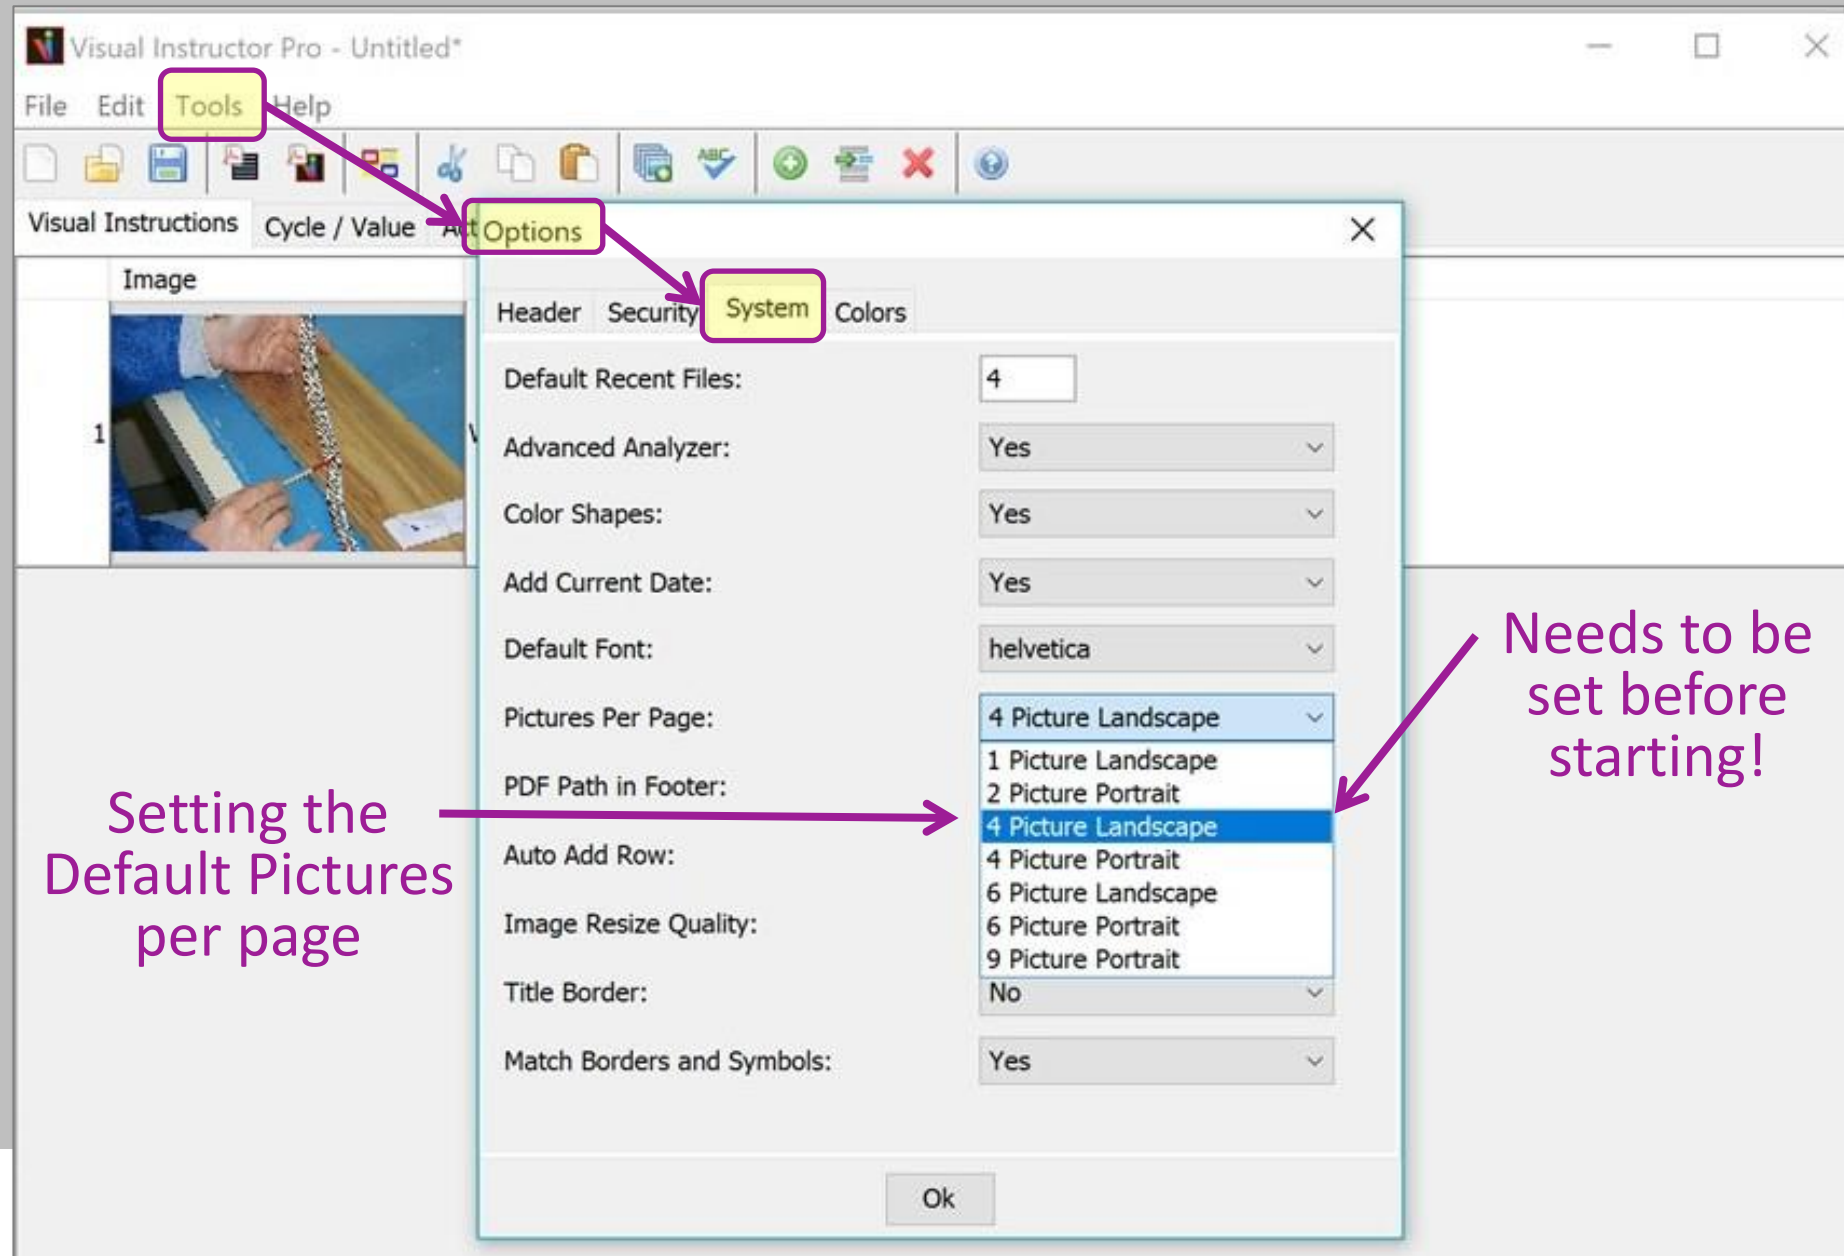 Visual Instructor Pro - Untitled*
File Edit Tools Help
ABC
Visual Instructions Cycle / Value Act
Options
Image
Header Security System Colors
1
Default Recent Files: 4
Advanced Analyzer: Yes
Color Shapes: Yes
Add Current Date: Yes
Default Font: helvetica
Pictures Per Page: 4 Picture Landscape
1 Picture Landscape
PDF Path in Footer: 2 Picture Portrait
4 Picture Landscape
Auto Add Row: 4 Picture Portrait
6 Picture Landscape
Image Resize Quality: 6 Picture Portrait
9 Picture Portrait
Title Border: No
Match Borders and Symbols: Yes
Ok
Setting the
Default Pictures
per page
Needs to be
set before
starting!